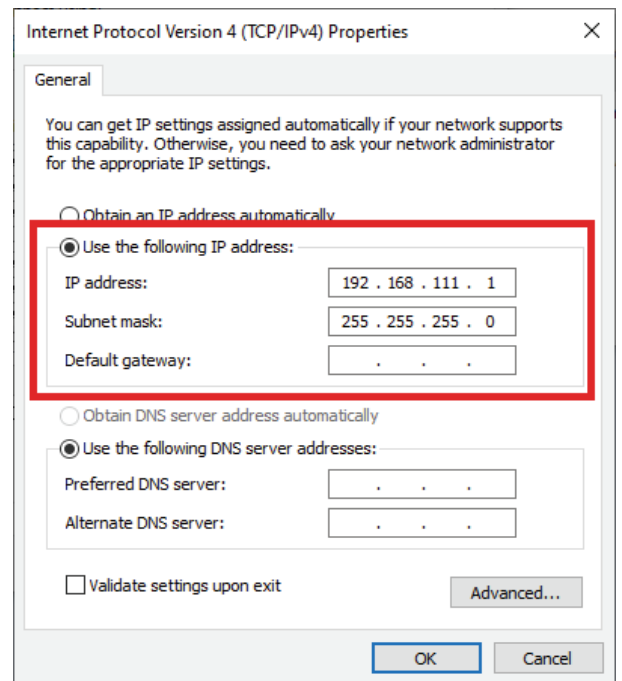 Internet Protocol Version 4 (TCP/IPv4) Properties
General
You can get IP settings assigned automatically if your network supports
this capability. Otherwise, you need to ask your network administrator
for the appropriate IP settings.
Obtain an IP address automatically
Use the following IP address:
IP address: 192 . 168 . 111 . 1
Subnet mask: 255 . 255 . 255 . 0
Default gateway: . . .
Obtain DNS server address automatically
Use the following DNS server addresses:
Preferred DNS server: . . .
Alternate DNS server: . . .
Validate settings upon exit
Advanced...
OK Cancel